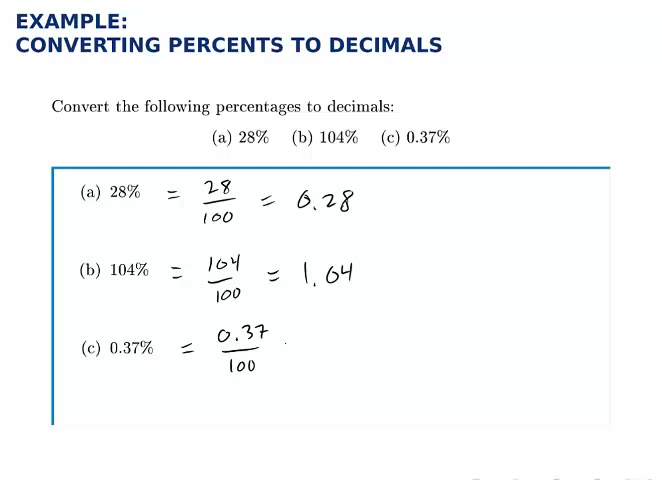 EXAMPLE:
CONVERTING PERCENTS TO DECIMALS
Convert the following percentages to decimals:
(a) 28% (b) 104% (c) 0.37%
(a) 28% = 28/100 = 0.28
(b) 104% = 104/100 = 1.04
(c) 0.37% = 0.37/100